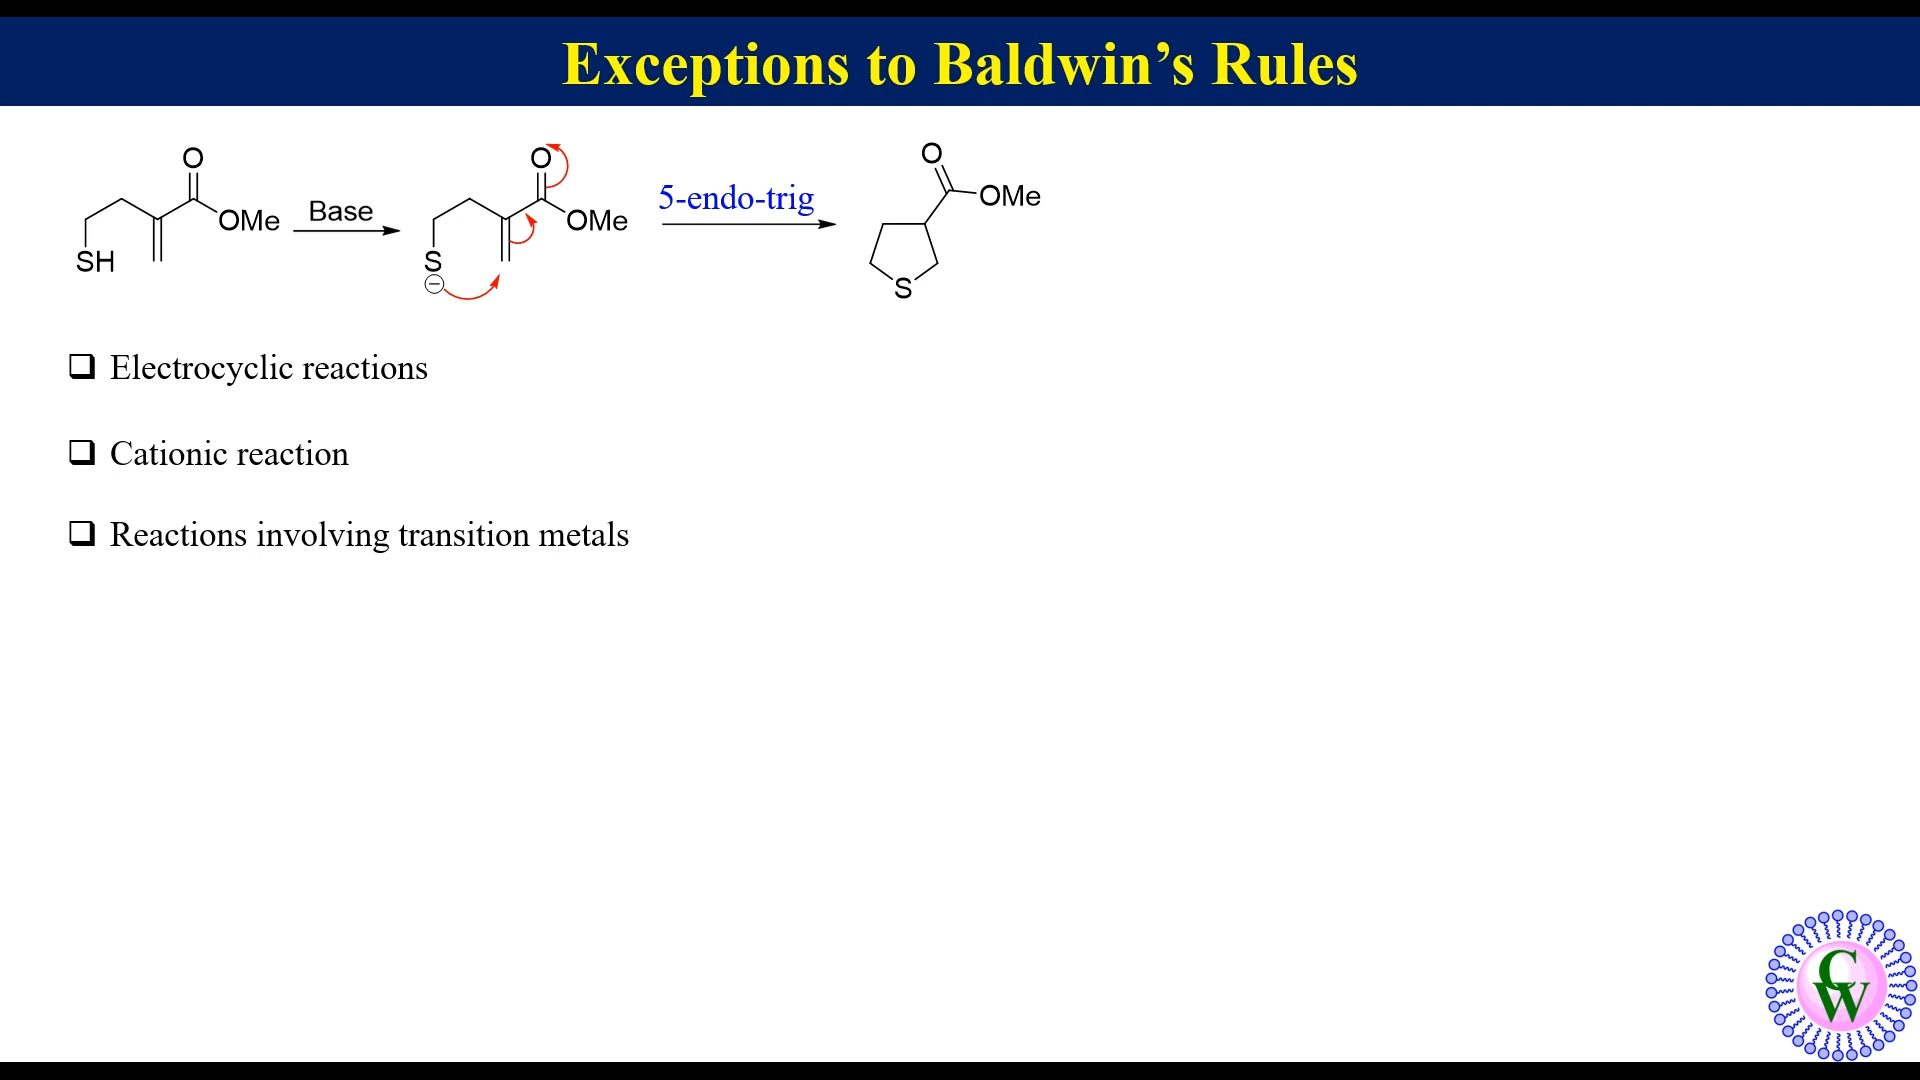 Exceptions to Baldwin’s Rules
O
OMe
SH
Base
O
OMe
S
⊖
5-endo-trig
O
OMe
S
❑ Electrocyclic reactions
❑ Cationic reaction
❑ Reactions involving transition metals
CW